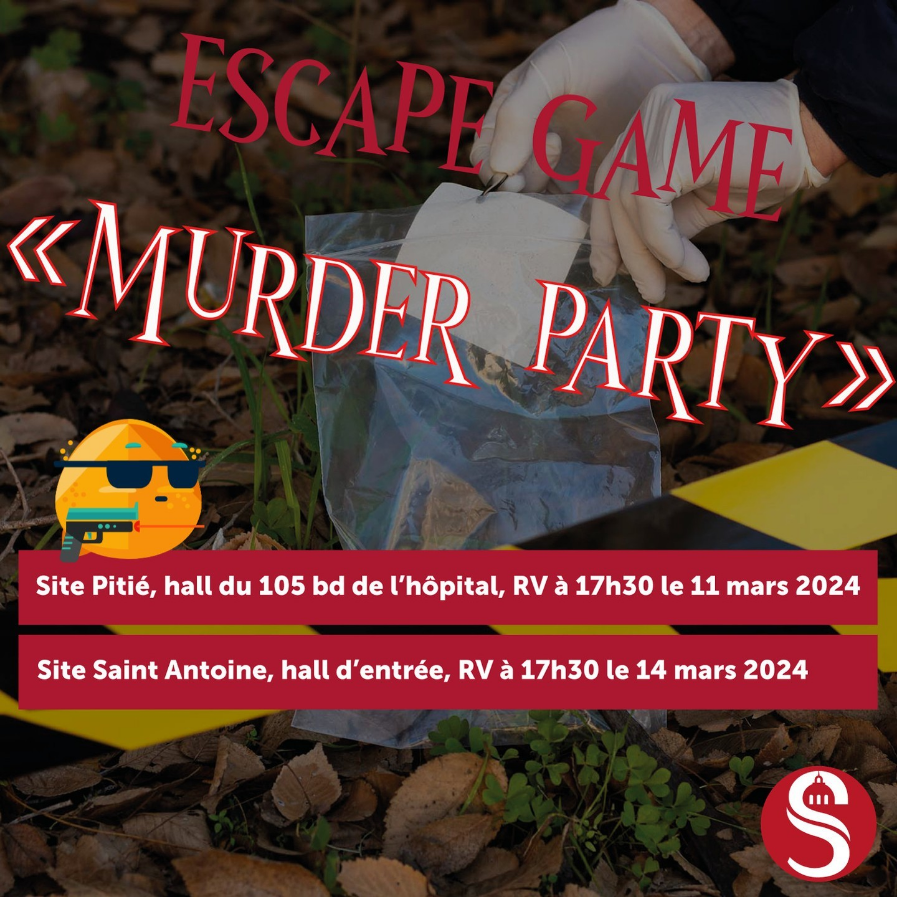 ESCAPE GAME
«MURDER PARTY»
Site Pitié, hall du 105 bd de l’hôpital, RV à 17h30 le 11 mars 2024
Site Saint Antoine, hall d’entrée, RV à 17h30 le 14 mars 2024
S